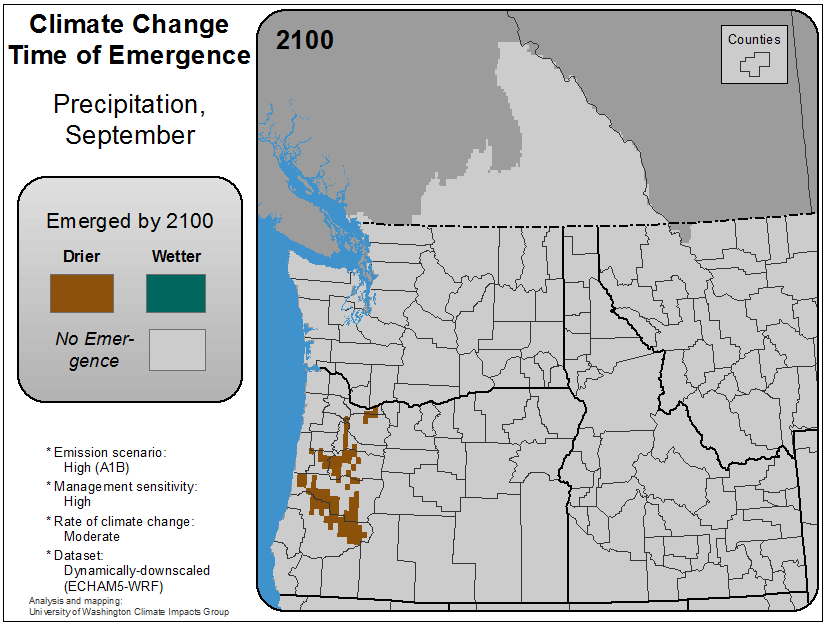 Climate Change
Time of Emergence
Precipitation,
September
Emerged by 2100
Drier
Wetter
No Emer-
gence
* Emission scenario:
High (A1B)
* Management sensitivity:
High
* Rate of climate change:
Moderate
* Dataset:
Dynamically-downscaled
(ECHAM5-WRF)
Analysis and mapping:
University of Washington Climate Impacts Group
2100
Counties